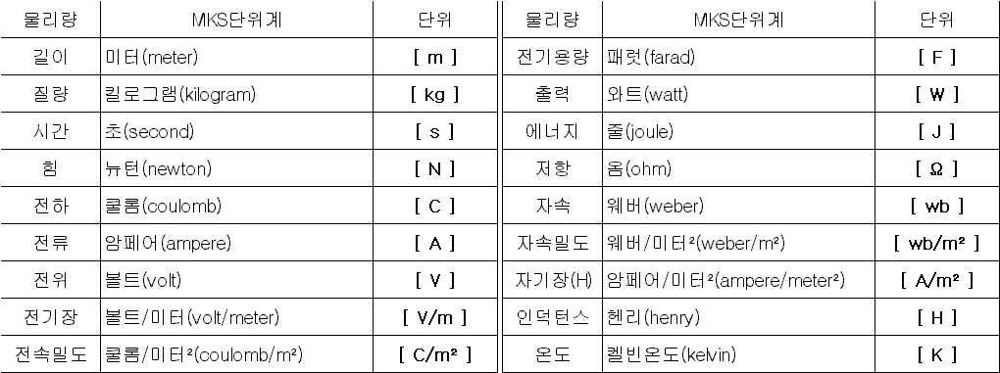 물리량 MKS단위계 단위 물리량 MKS단위계 단위
길이 미터(meter) [ m ] 전기용량 패럿(farad) [ F ]
질량 킬로그램(kilogram) [ kg ] 출력 와트(watt) [ W ]
시간 초(second) [ s ] 에너지 줄(joule) [ J ]
힘 뉴턴(newton) [ N ] 저항 옴(ohm) [ Ω ]
전하 쿨롬(coulomb) [ C ] 자속 웨버(weber) [ wb ]
전류 암페어(ampere) [ A ] 자속밀도 웨버/미터²(weber/m²) [ wb/m² ]
전위 볼트(volt) [ V ] 자기장(H) 암페어/미터²(ampere/meter²) [ A/m² ]
전기장 볼트/미터(volt/meter) [ V/m ] 인덕턴스 헨리(henry) [ H ]
전속밀도 쿨롬/미터²(coulomb/m²) [ C/m² ] 온도 켈빈온도(kelvin) [ K ]